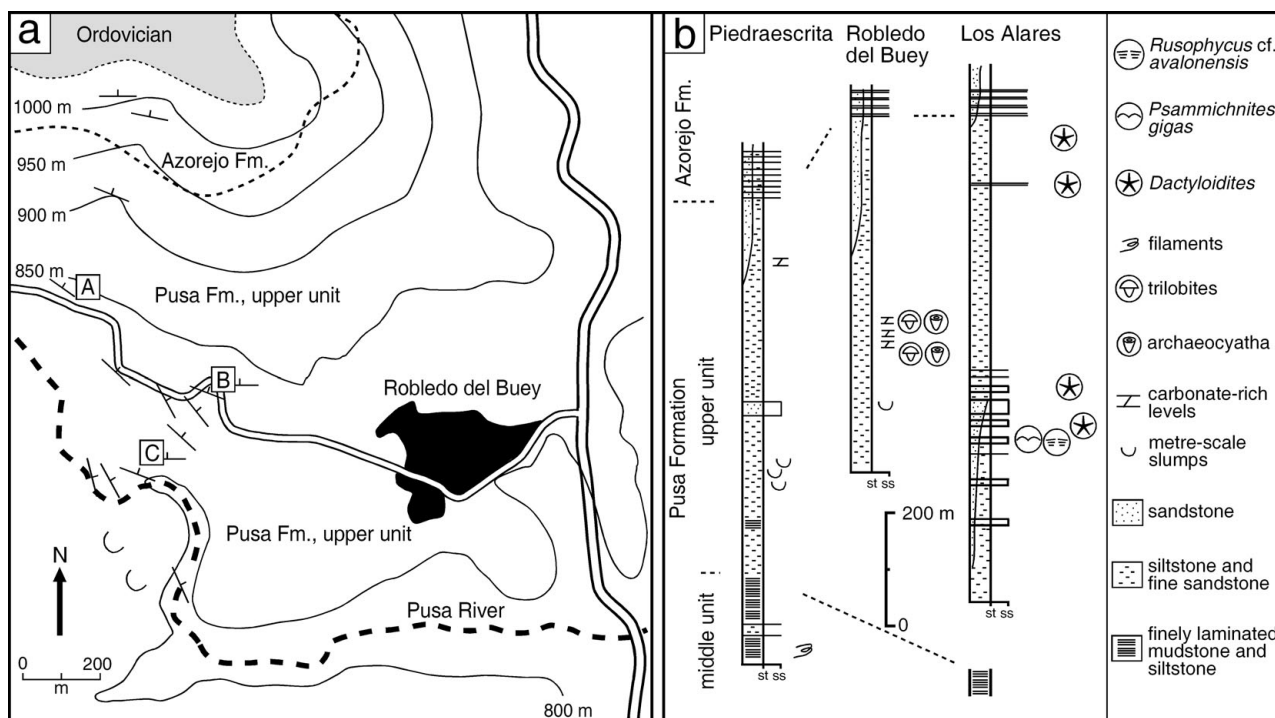 a
Ordovician
1000 m
950 m
Azorejo Fm.
900 m
850 m
A
Pusa Fm., upper unit
B
Robledo del Buey
C
Pusa Fm., upper unit
N
Pusa River
0 200
m
800 m
b
Piedraescrita
Robledo
del Buey
Los Alares
Azorejo Fm.
Pusa Formation
upper unit
middle unit
st ss
st ss
st ss
200 m
0
Rusophycus cf.
avalonensis
Psammichnites
gigas
Dactyloidites
filaments
trilobites
archaeocyatha
carbonate-rich
levels
metre-scale
slumps
sandstone
siltstone and
fine sandstone
finely laminated
mudstone and
siltstone